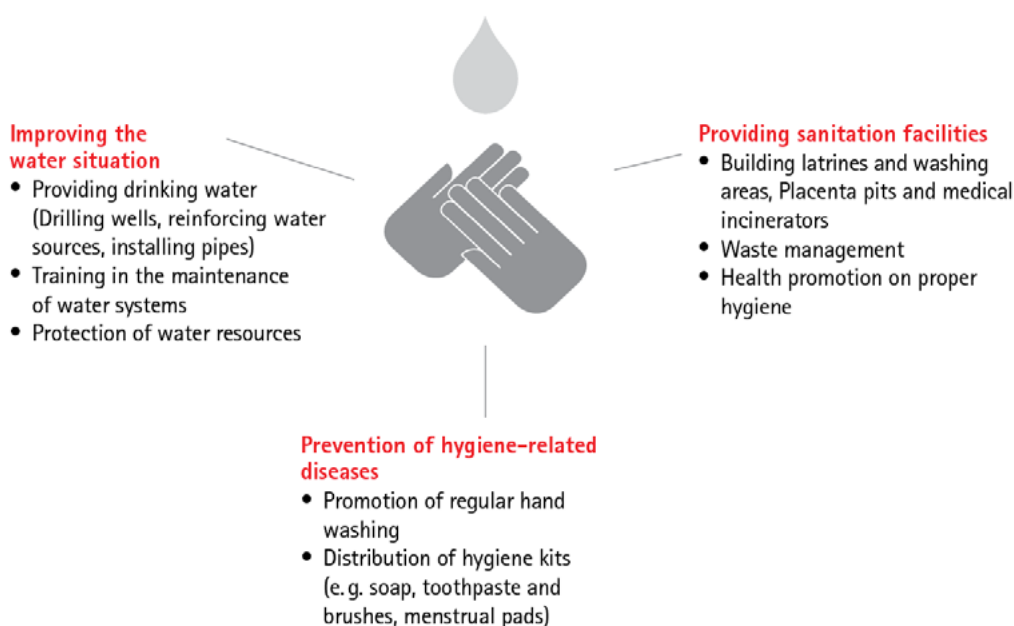 Improving the
water situation
• Providing drinking water
(Drilling wells, reinforcing water
sources, installing pipes)
• Training in the maintenance
of water systems
• Protection of water resources
Providing sanitation facilities
• Building latrines and washing
areas, Placenta pits and medical
incinerators
• Waste management
• Health promotion on proper
hygiene
Prevention of hygiene-related
diseases
• Promotion of regular hand
washing
• Distribution of hygiene kits
(e. g. soap, toothpaste and
brushes, menstrual pads)